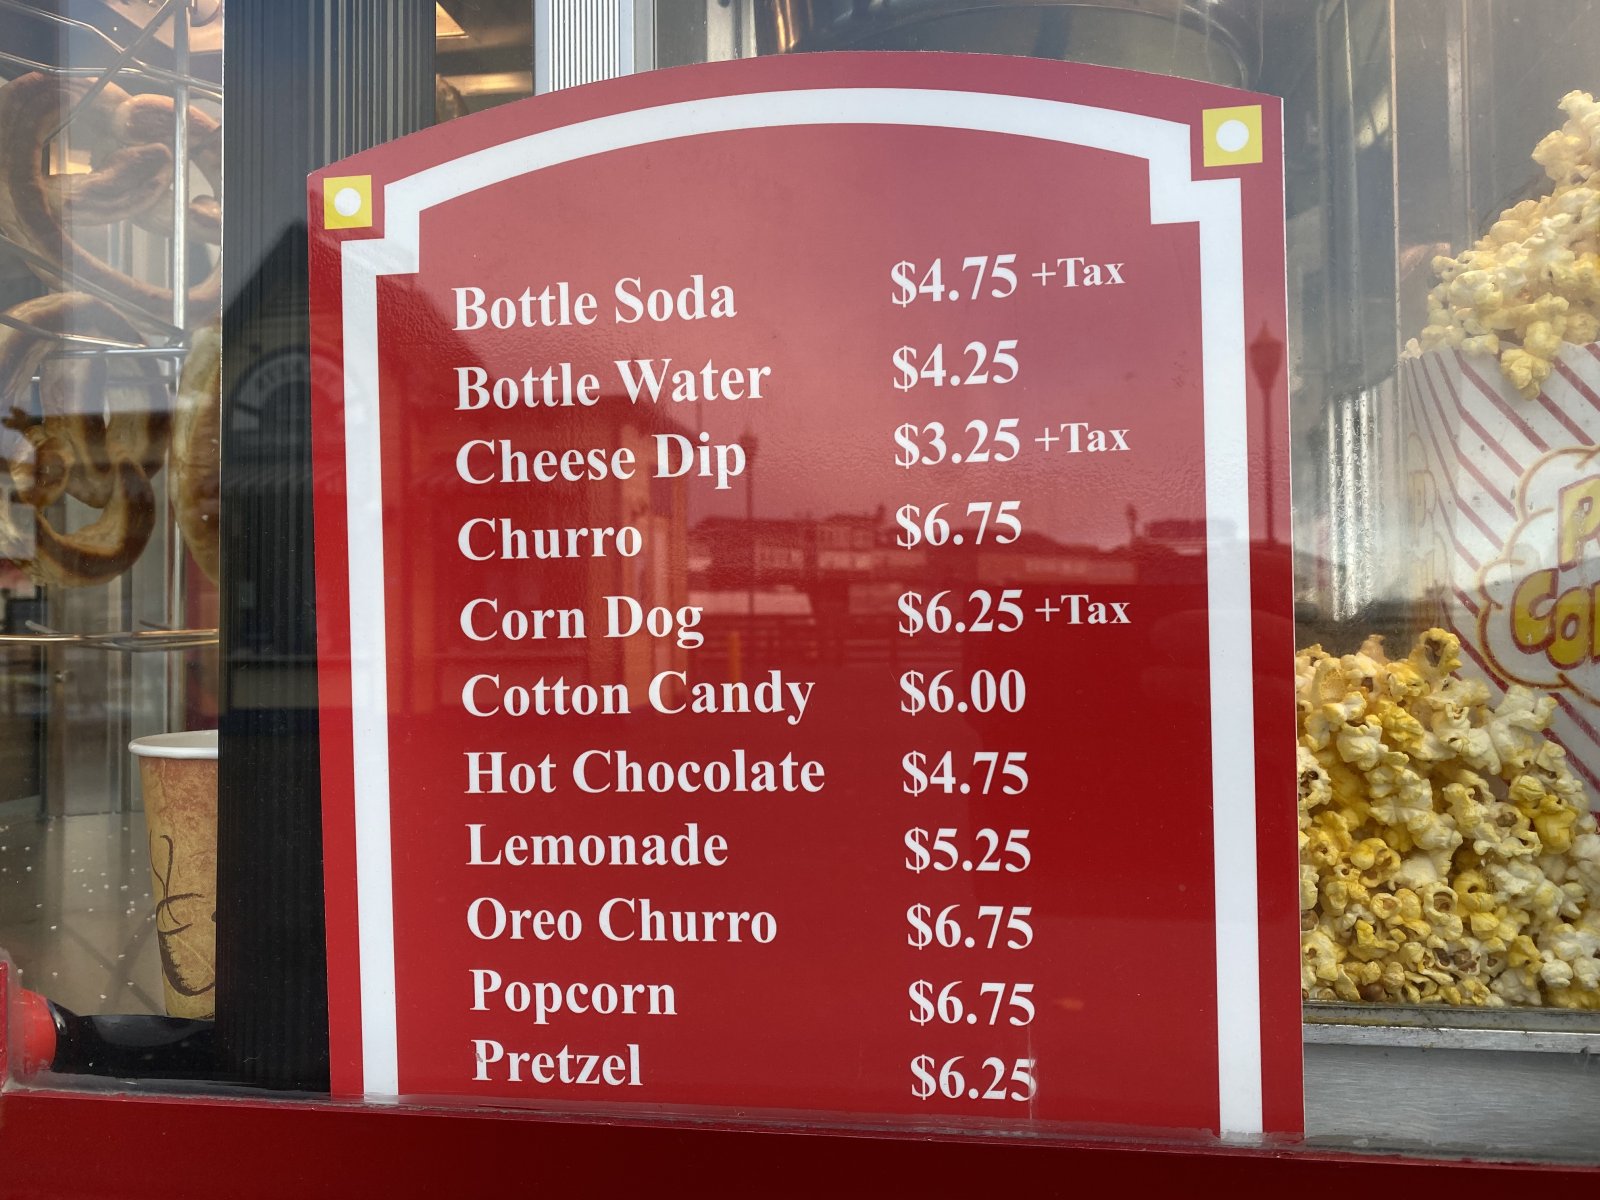 Bottle Soda $4.75 +Tax
Bottle Water $4.25
Cheese Dip $3.25 +Tax
Churro $6.75
Corn Dog $6.25 +Tax
Cotton Candy $6.00
Hot Chocolate $4.75
Lemonade $5.25
Oreo Churro $6.75
Popcorn $6.75
Pretzel $6.25